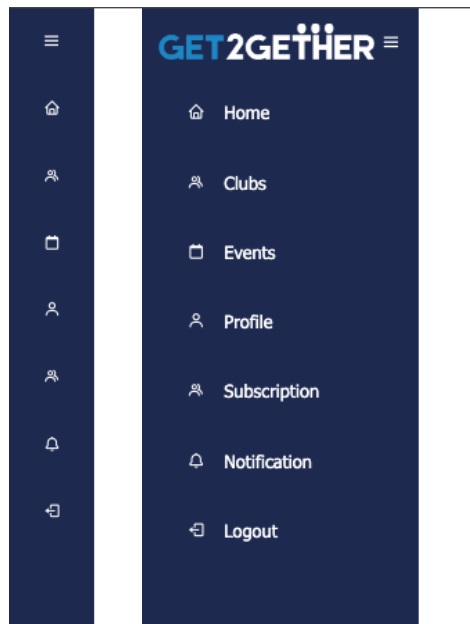 GET2GETHER
Home
Clubs
Events
Profile
Subscription
Notification
Logout